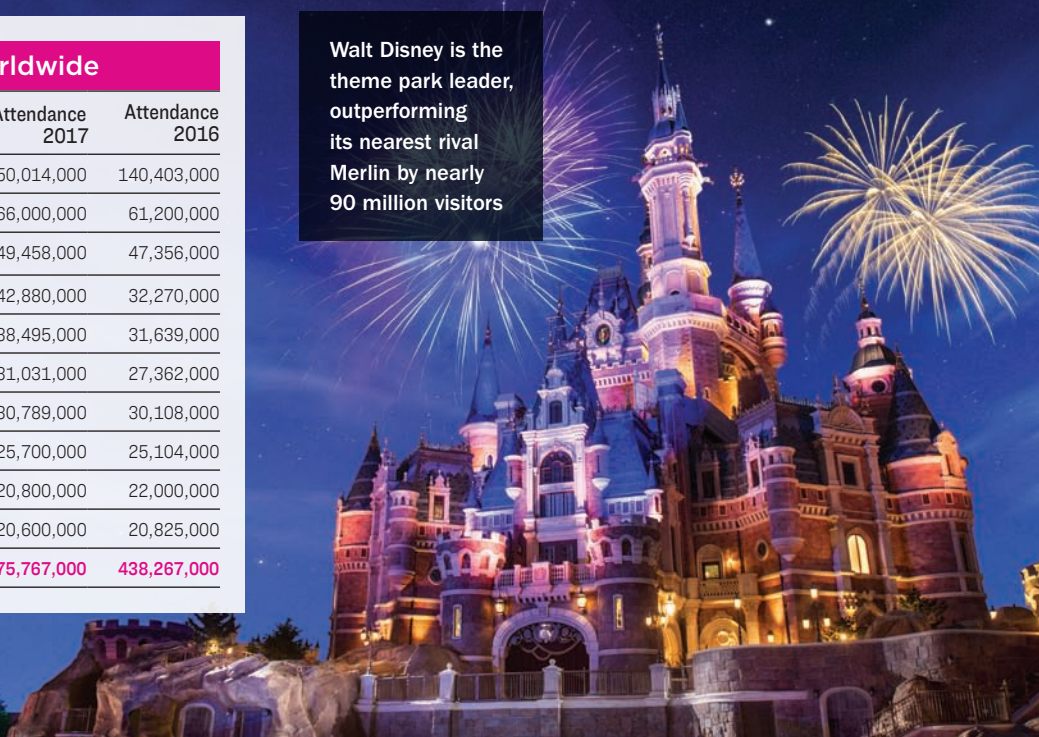 rldwide
Attendance Attendance
2017 2016
50,014,000 140,403,000
66,000,000 61,200,000
49,458,000 47,356,000
42,880,000 32,270,000
38,495,000 31,639,000
31,031,000 27,362,000
30,789,000 30,108,000
25,700,000 25,104,000
20,800,000 22,000,000
20,600,000 20,825,000
75,767,000 438,267,000
Walt Disney is the
theme park leader,
outperforming
its nearest rival
Merlin by nearly
90 million visitors